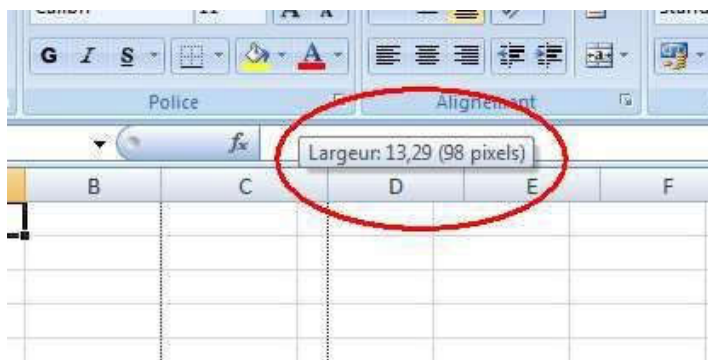 G I S A
Police Alignement
fx Largeur: 13,29 (98 pixels)
B C D E F